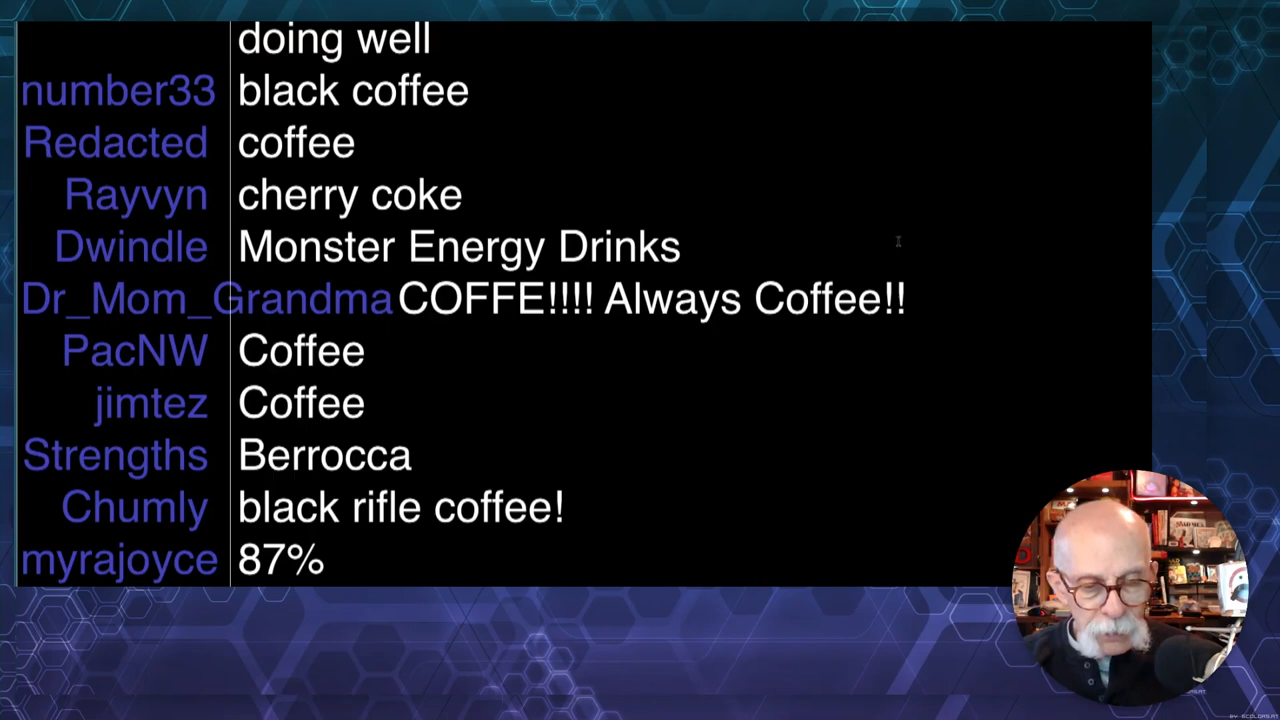 doing well
number33 black coffee
Redacted coffee
Rayvyn cherry coke
Dwindle Monster Energy Drinks
Dr_Mom_Grandma COFFE!!!! Always Coffee!!
PacNW Coffee
jimtez Coffee
Strengths Berrocca
Chumly black rifle coffee!
myrajoyce 87%